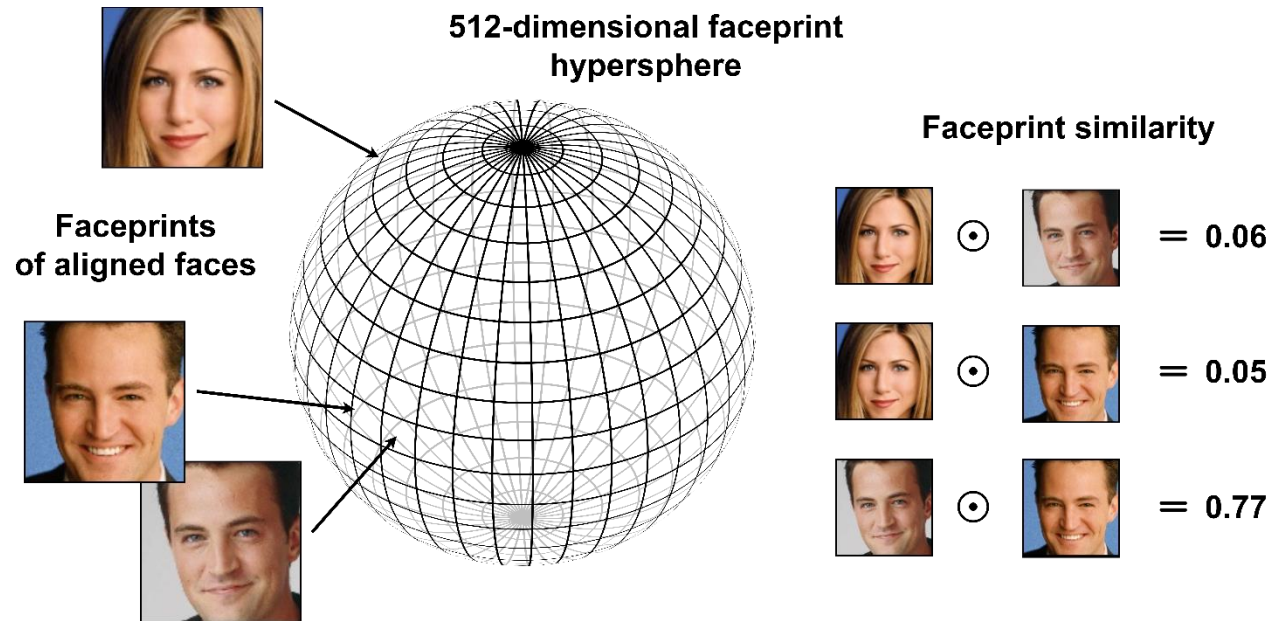 512-dimensional faceprint
hypersphere
Faceprint similarity
Faceprints
of aligned faces
= 0.06
= 0.05
= 0.77